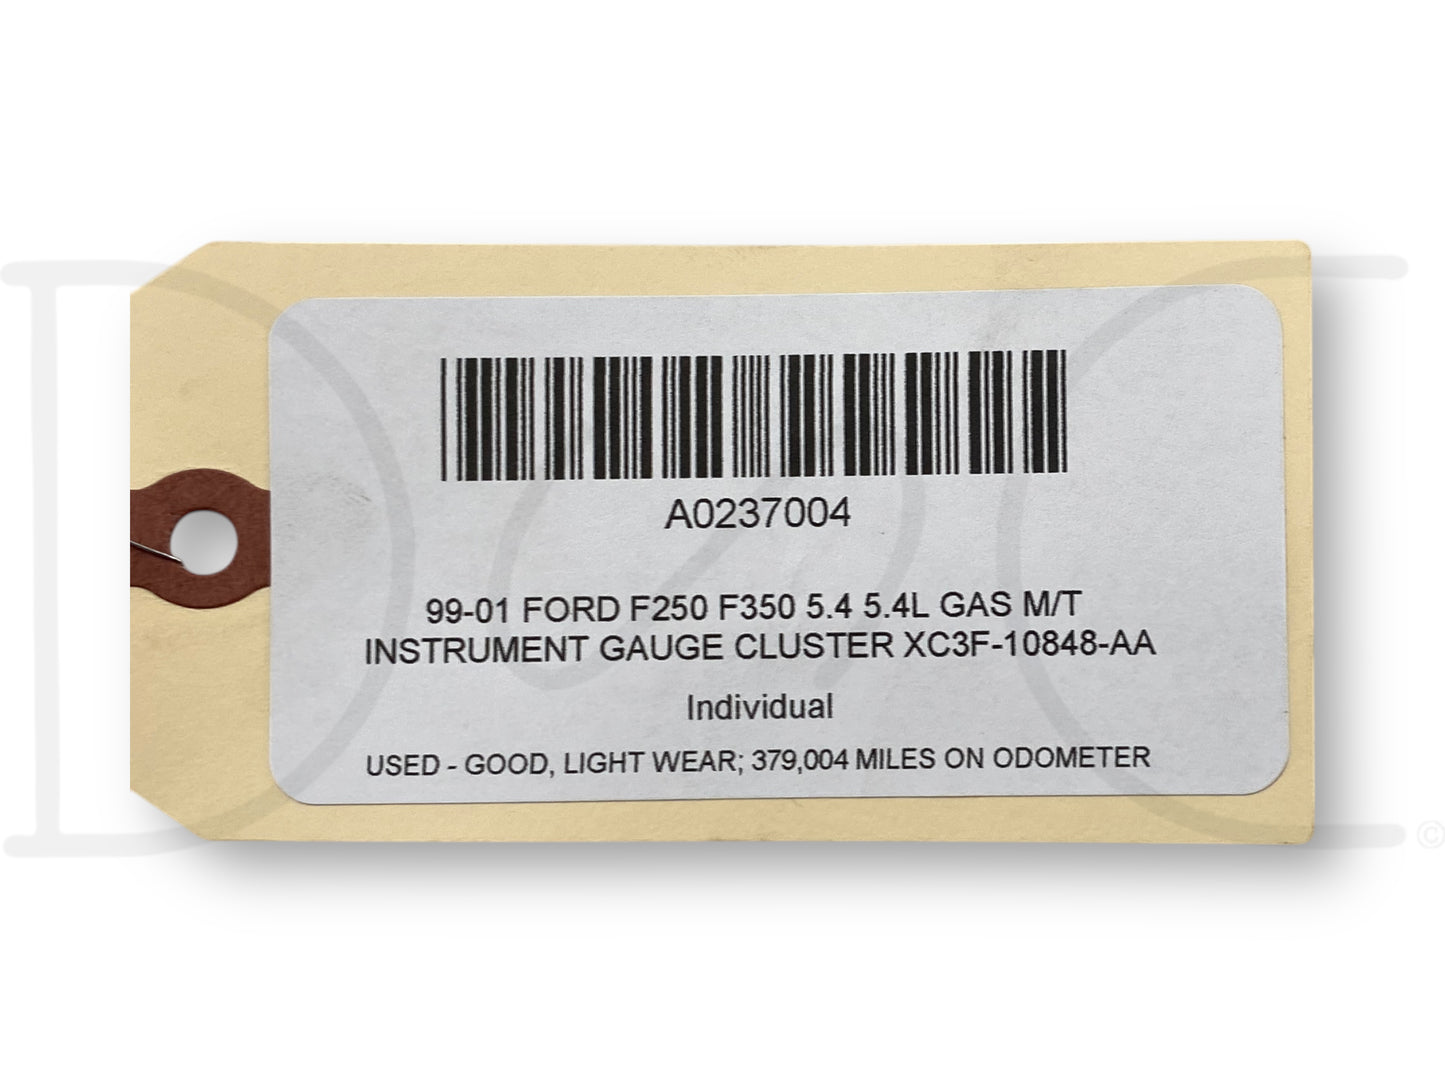 A0237004
99-01 FORD F250 F350 5.4 5.4L GAS M/T
INSTRUMENT GAUGE CLUSTER XC3F-10848-AA
Individual
USED - GOOD, LIGHT WEAR; 379,004 MILES ON ODOMETER
©